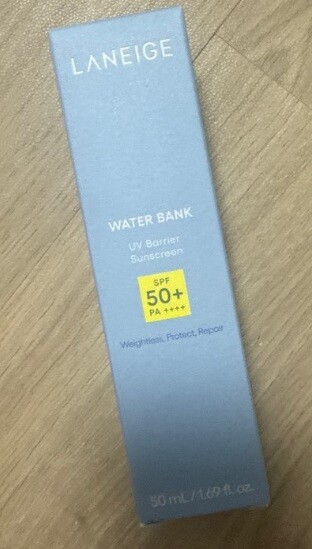 LANEIGE
WATER BANK
UV Barrier
Sunscreen
SPF
50+
PA ++++
Weightless, Protect, Repair
50 mL / 1.69 fl. oz.